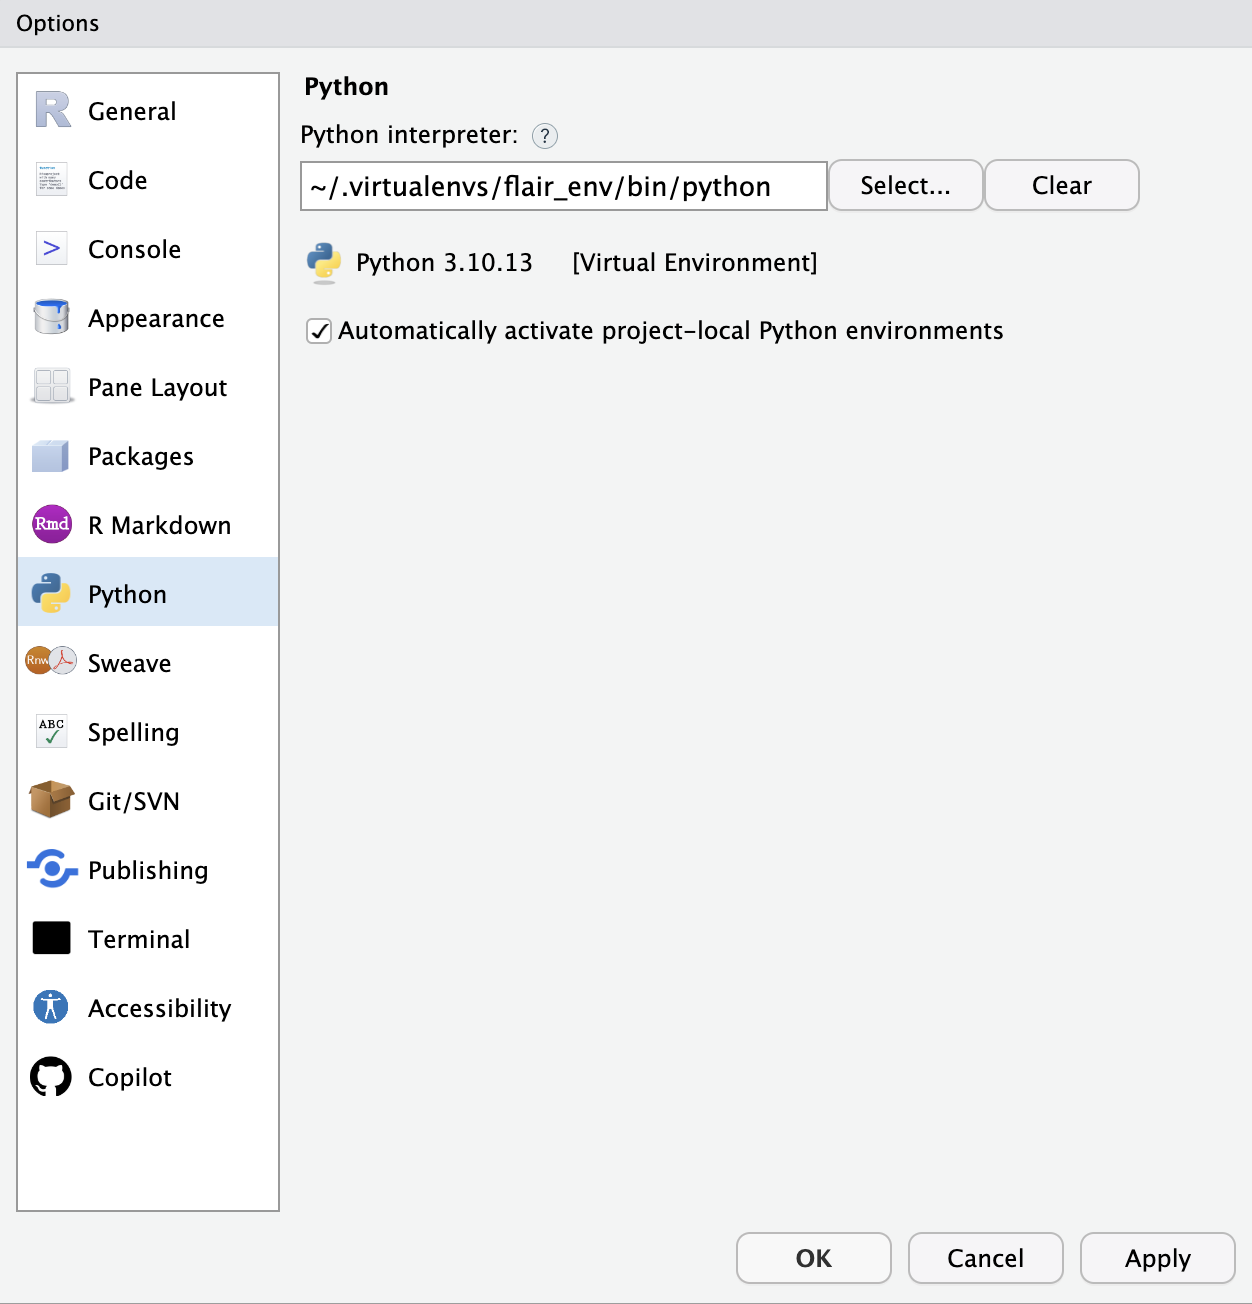 Options
General
Code
Console
Appearance
Pane Layout
Packages
Rmd
R Markdown
Python
Rnw
Sweave
ABC
Spelling
Git/SVN
Publishing
Terminal
Accessibility
Copilot
Python
Python interpreter: ?
~/.virtualenvs/flair_env/bin/python Select... Clear
Python 3.10.13 [Virtual Environment]
Automatically activate project-local Python environments
OK Cancel Apply